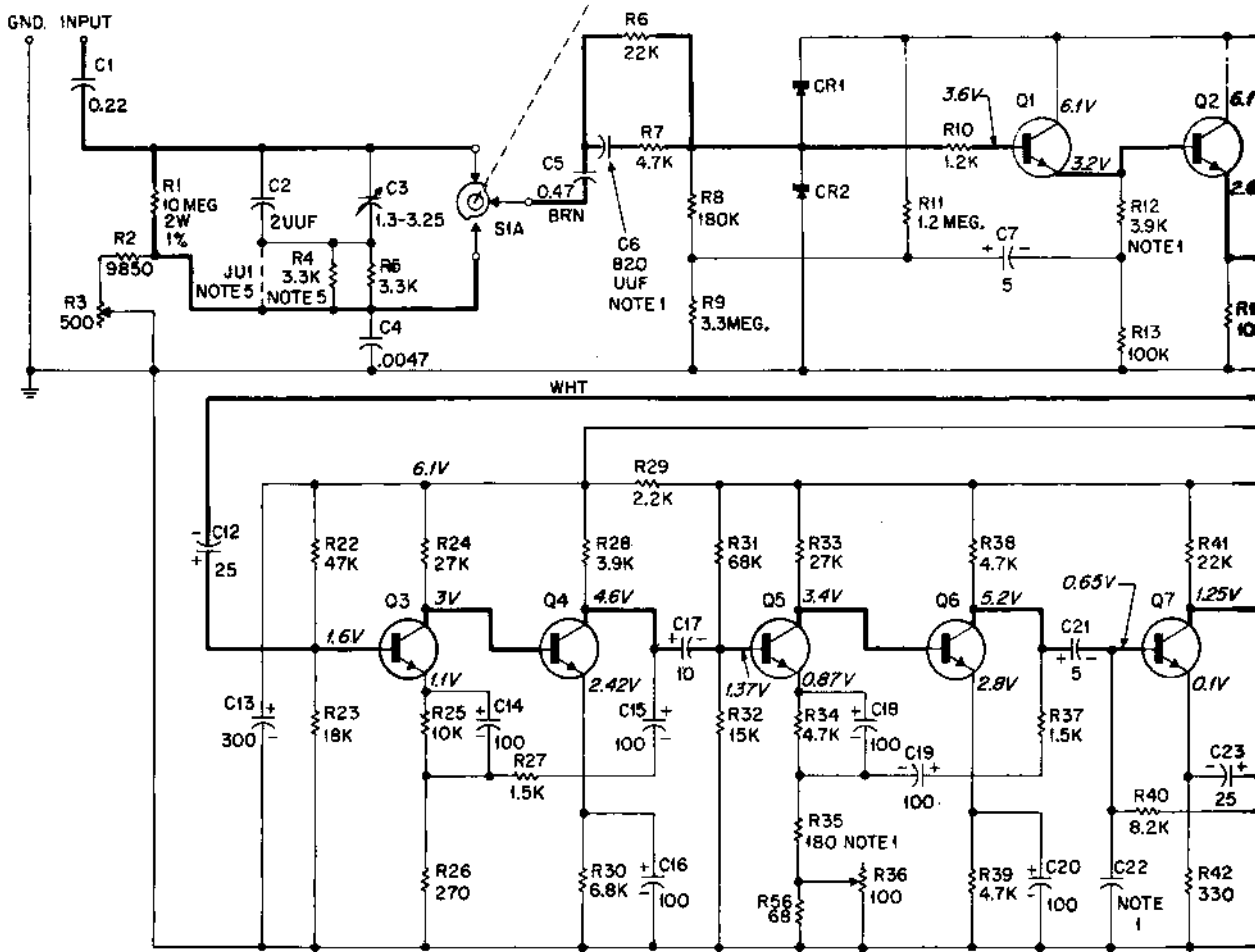 GND. INPUT
C1
0.22
R1
10 MEG
2W
1%
R2
9850
R3
500
C2
2UUF
JU1
NOTE 5
R4
3.3K
NOTE 5
C3
1.3-3.25
R5
3.3K
C4
.0047
S1A
C5
0.47
BRN
R6
22K
R7
4.7K
C6
820
UUF
NOTE 1
R8
180K
R9
3.3MEG.
CR1
CR2
R11
1.2 MEG.
3.6V
R10
1.2K
Q1
6.1V
3.2V
C7
+ -
5
R12
3.9K
NOTE 1
R13
100K
Q2
6.1
2.6
R1
10
WHT
-
C12
+
25
C13 +
300 -
R22
47K
R23
18K
1.6V
6.1V
R24
27K
Q3
3V
1.1V
R25
10K
+ C14
-
100
R27
1.5K
R26
270
R29
2.2K
R28
3.9K
Q4
4.6V
2.42V
C15 +
100 -
C17
+ -
10
R30
6.8K
+ C16
-
100
R31
68K
R32
15K
1.37V
R33
27K
Q5
3.4V
0.87V
R34
4.7K
+ C18
-
100
C19
- +
100
R35
180 NOTE 1
R36
100
R56
68
R38
4.7K
Q6
5.2V
2.8V
R37
1.5K
R39
4.7K
+ C20
-
100
0.65V
C21
+ -
5
R41
22K
Q7
1.25V
0.1V
C23
- +
25
R40
8.2K
C22
NOTE
1
R42
330